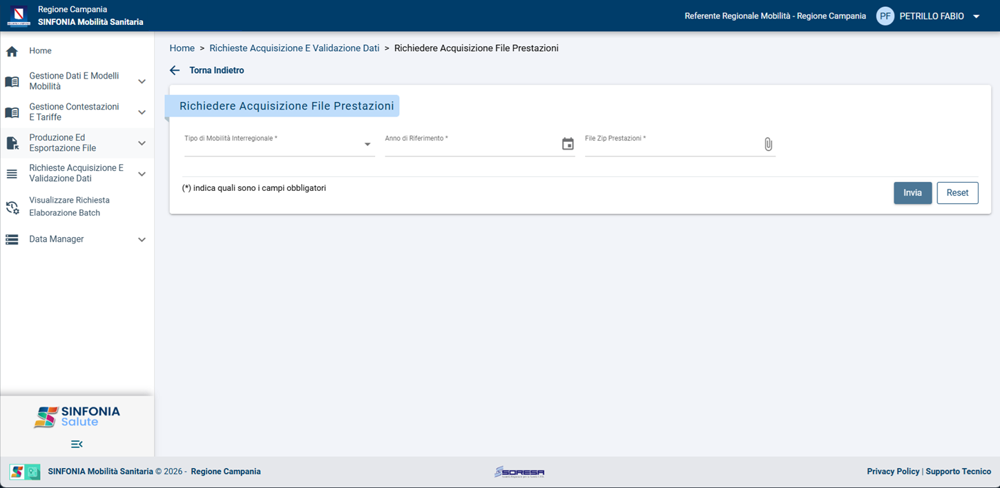 Regione Campania
SINFONIA Mobilità Sanitaria
Referente Regionale Mobilità - Regione Campania
PF
PETRILLO FABIO
Home
Gestione Dati E Modelli
Mobilità
Gestione Contestazioni
E Tariffe
Produzione Ed
Esportazione File
Richieste Acquisizione E
Validazione Dati
Visualizzare Richiesta
Elaborazione Batch
Data Manager
SINFONIA
Salute
Home > Richieste Acquisizione E Validazione Dati > Richiedere Acquisizione File Prestazioni
Torna Indietro
Richiedere Acquisizione File Prestazioni
Tipo di Mobilità Interregionale *
Anno di Riferimento *
File Zip Prestazioni *
(*) indica quali sono i campi obbligatori
Invia
Reset
SINFONIA Mobilità Sanitaria © 2026 - Regione Campania
SORESA
Privacy Policy | Supporto Tecnico